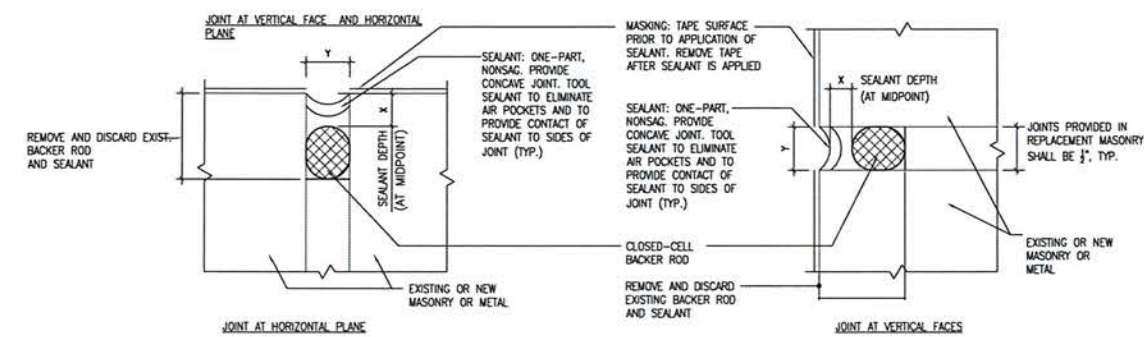 JOINT AT VERTICAL FACE AND HORIZONTAL
PLANE
Y
SEALANT: ONE-PART,
NONSAG. PROVIDE
CONCAVE JOINT. TOOL
SEALANT TO ELIMINATE
AIR POCKETS AND TO
PROVIDE CONTACT OF
SEALANT TO SIDES OF
JOINT (TYP.)
X
SEALANT DEPTH
(AT MIDPOINT)
REMOVE AND DISCARD EXIST.
BACKER ROD
AND SEALANT
EXISTING OR NEW
MASONRY OR METAL
JOINT AT HORIZONTAL PLANE
MASKING: TAPE SURFACE
PRIOR TO APPLICATION OF
SEALANT. REMOVE TAPE
AFTER SEALANT IS APPLIED
SEALANT: ONE-PART,
NONSAG. PROVIDE
CONCAVE JOINT. TOOL
SEALANT TO ELIMINATE
AIR POCKETS AND TO
PROVIDE CONTACT OF
SEALANT TO SIDES OF
JOINT (TYP.)
CLOSED-CELL
BACKER ROD
REMOVE AND DISCARD
EXISTING BACKER ROD
AND SEALANT
X
SEALANT DEPTH
(AT MIDPOINT)
Y
JOINTS PROVIDED IN
REPLACEMENT MASONRY
SHALL BE ½", TYP.
EXISTING OR NEW
MASONRY OR
METAL
JOINT AT VERTICAL FACES